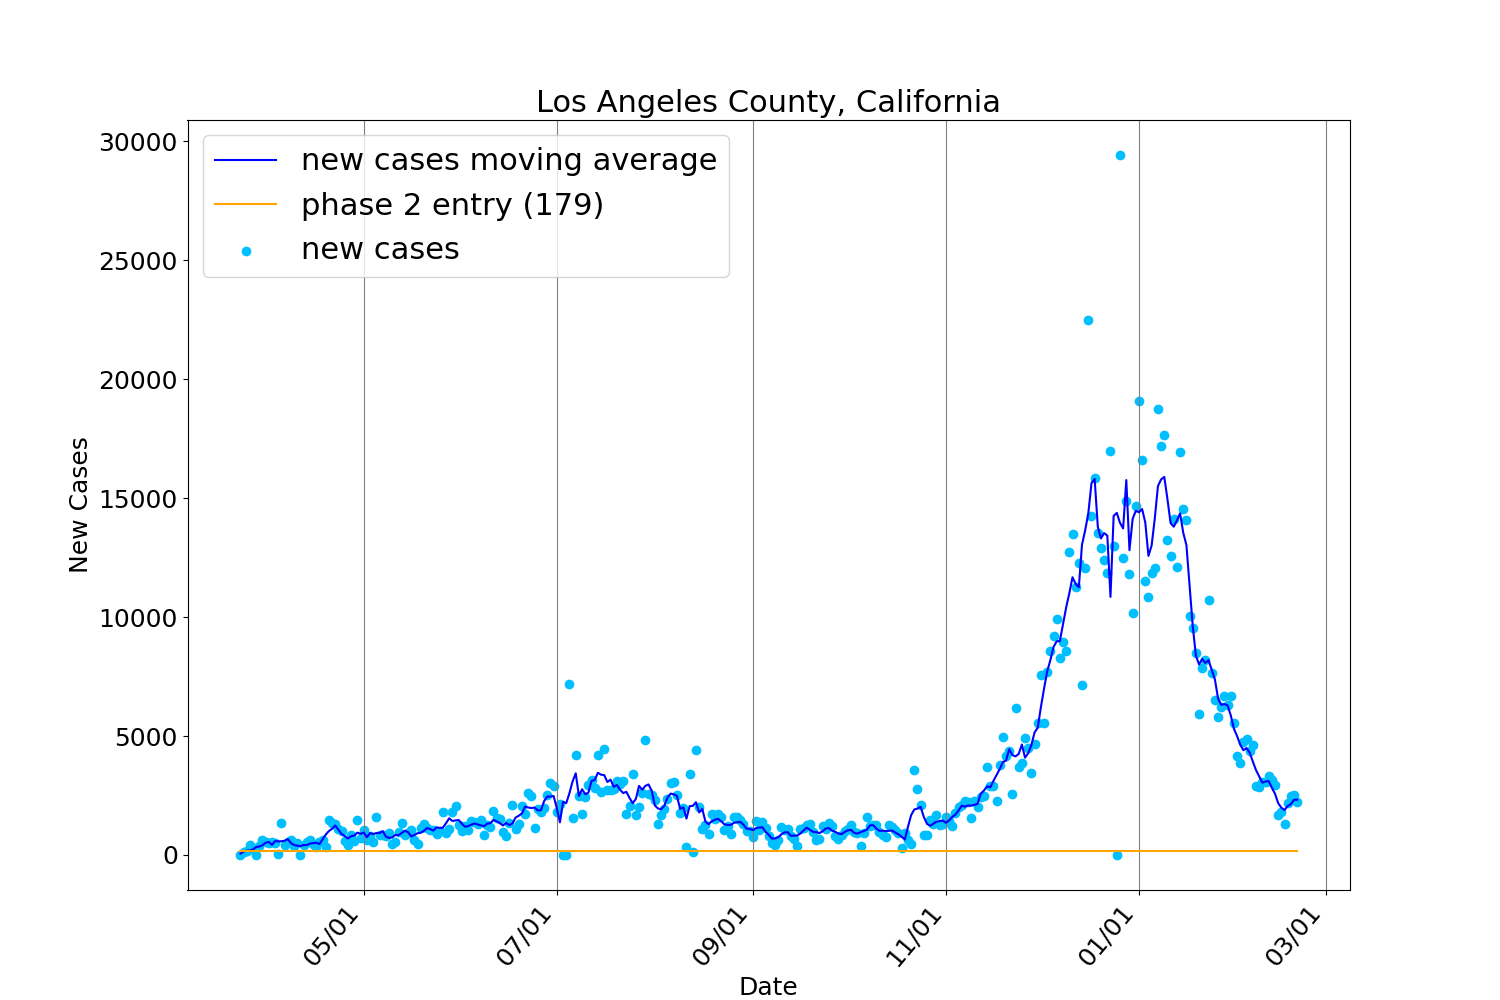 Los Angeles County, California
new cases moving average
phase 2 entry (179)
new cases
New Cases
30000
25000
20000
15000
10000
5000
0
05/01
07/01
09/01
11/01
01/01
03/01
Date